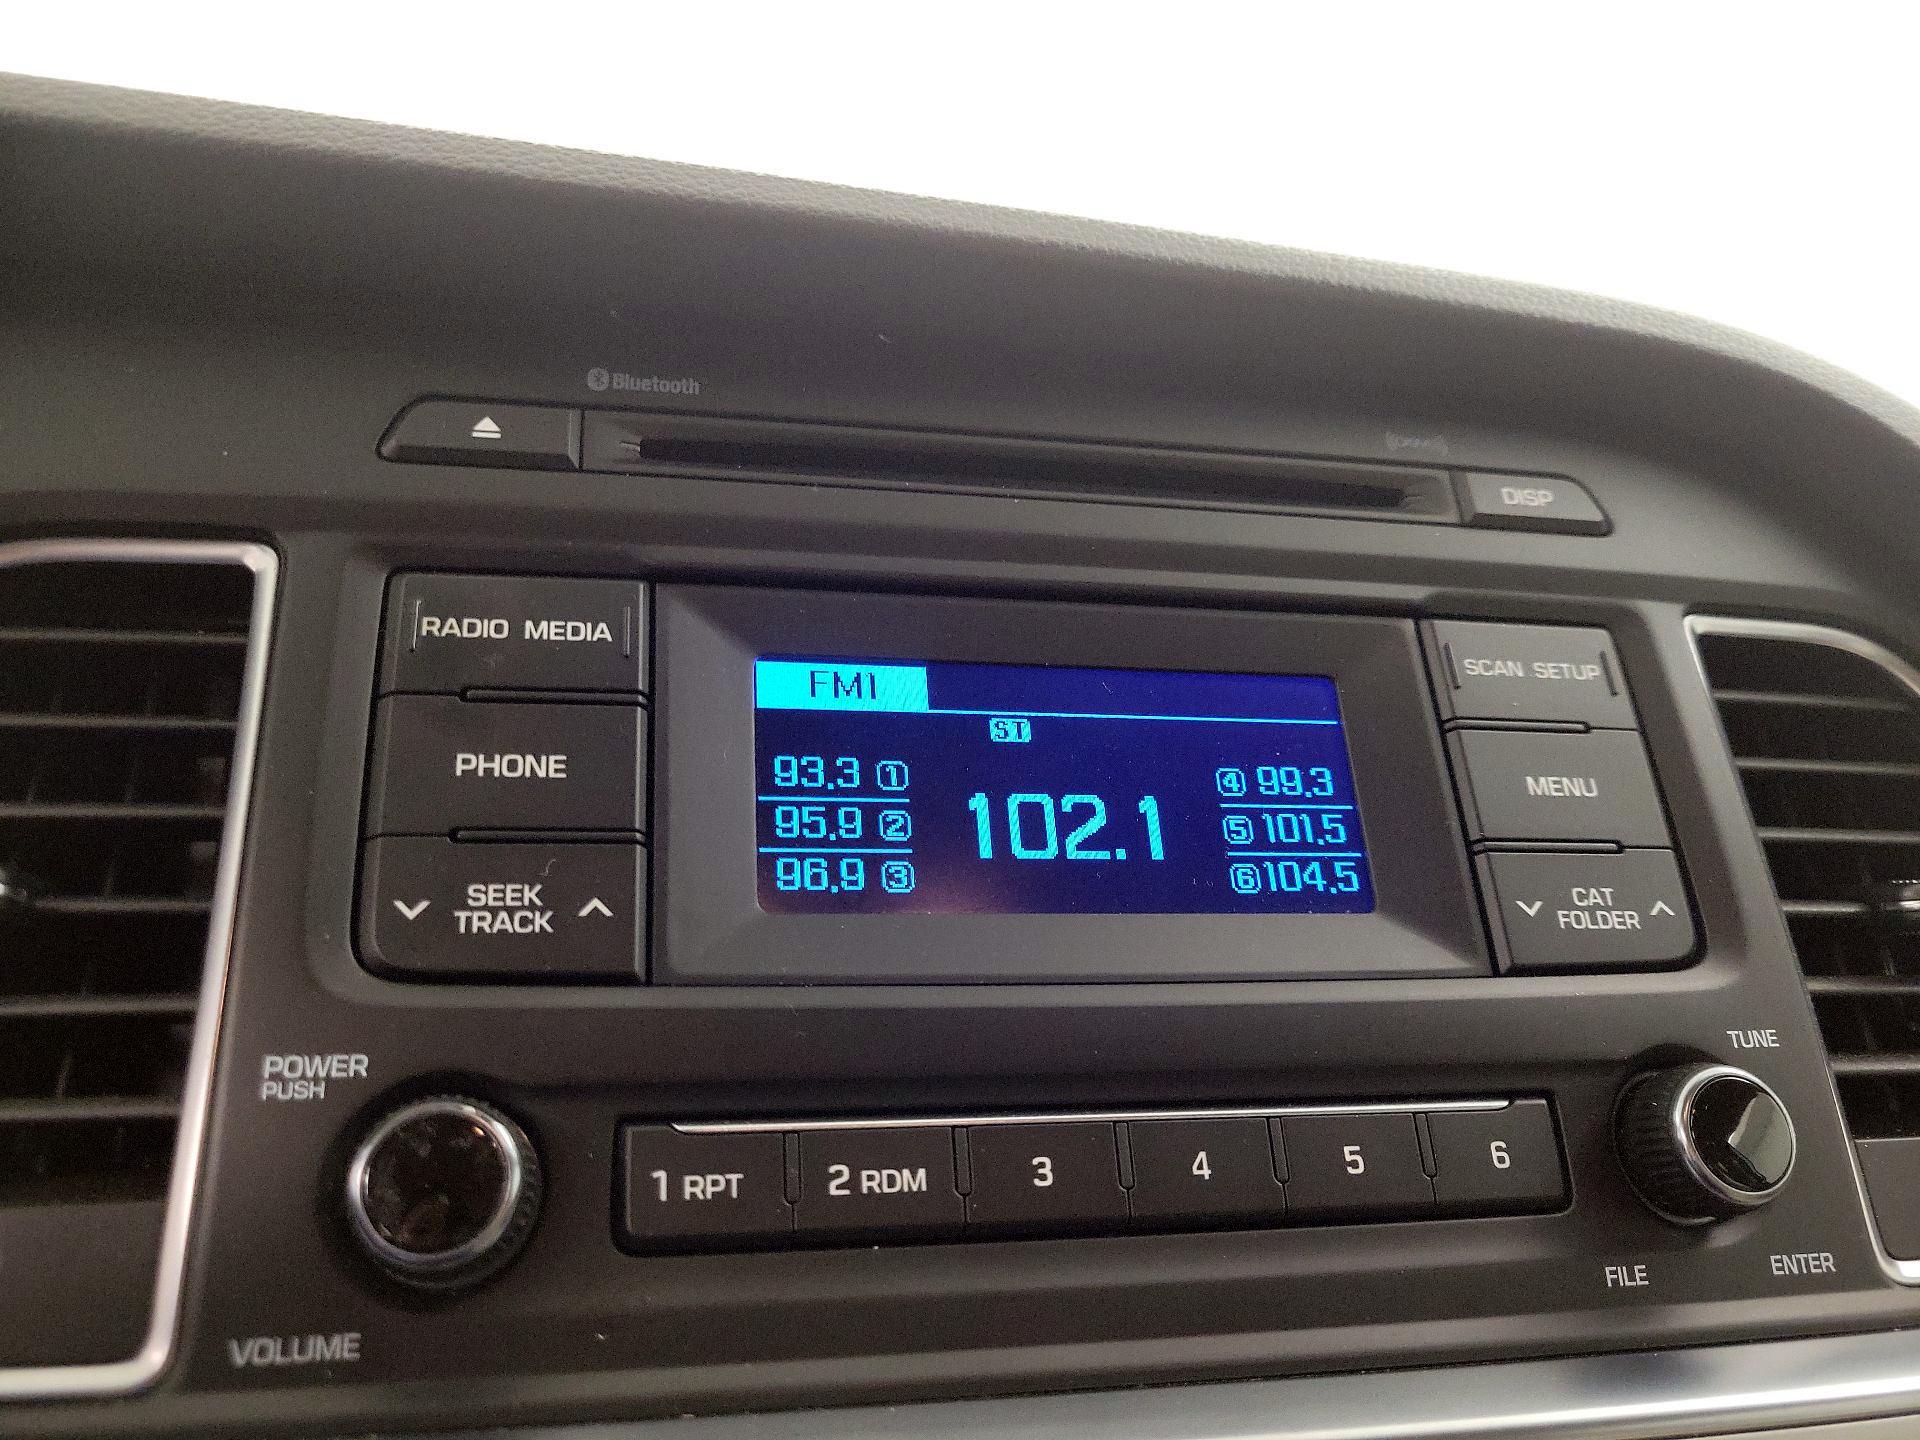 Bluetooth
DISP
RADIO MEDIA
SCAN SETUP
FM1
ST
PHONE
93.3 1
95.9 2
96.9 3
102.1
4 99.3
5 101.5
6 104.5
MENU
SEEK
TRACK
CAT
FOLDER
POWER
PUSH
TUNE
1 RPT
2 RDM
3
4
5
6
FILE
ENTER
VOLUME